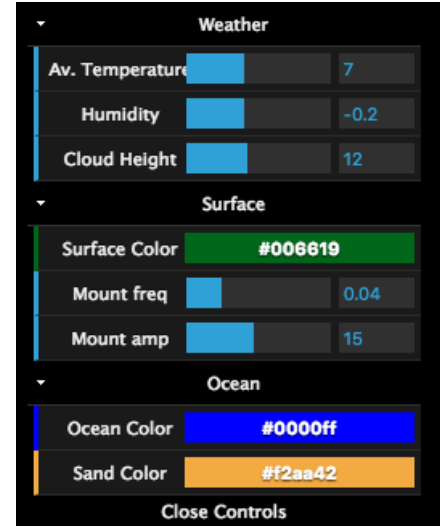 Weather
Av. Temperature 7
Humidity -0.2
Cloud Height 12
Surface
Surface Color #006619
Mount freq 0.04
Mount amp 15
Ocean
Ocean Color #0000ff
Sand Color #f2aa42
Close Controls